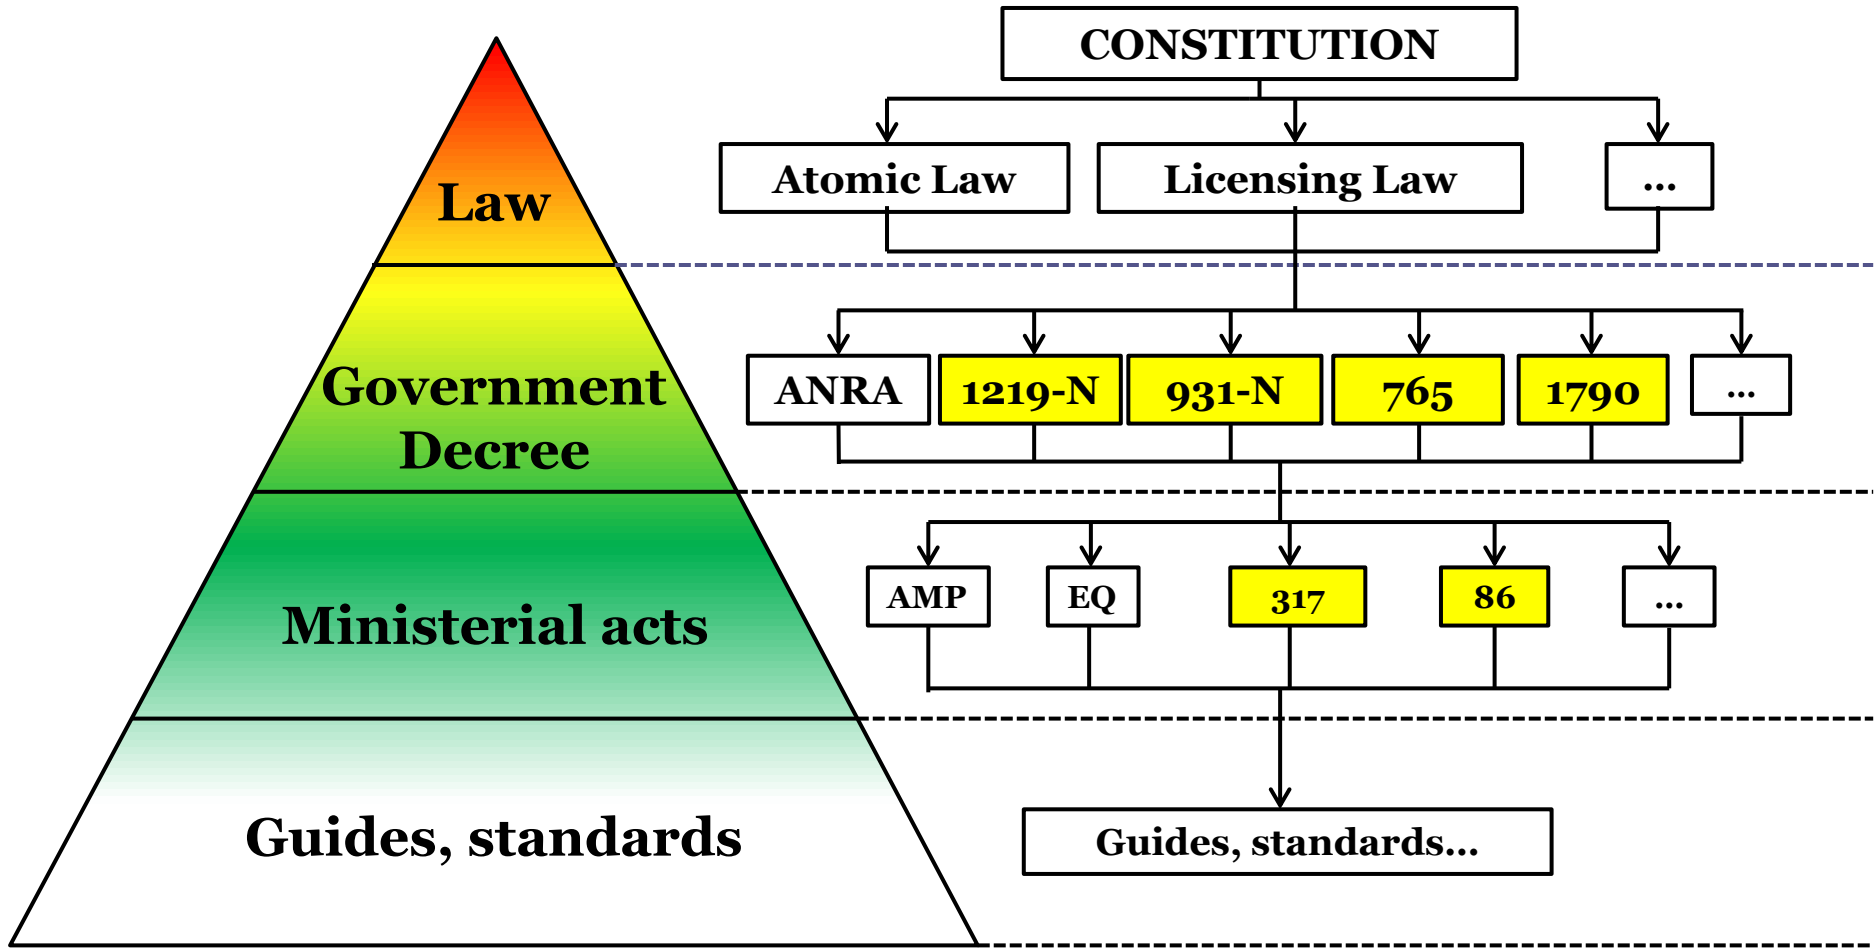 CONSTITUTION
Atomic Law
Licensing Law
...
Law
Government
Decree
ANRA
1219-N
931-N
765
1790
...
Ministerial acts
AMP
EQ
317
86
...
Guides, standards
Guides, standards...